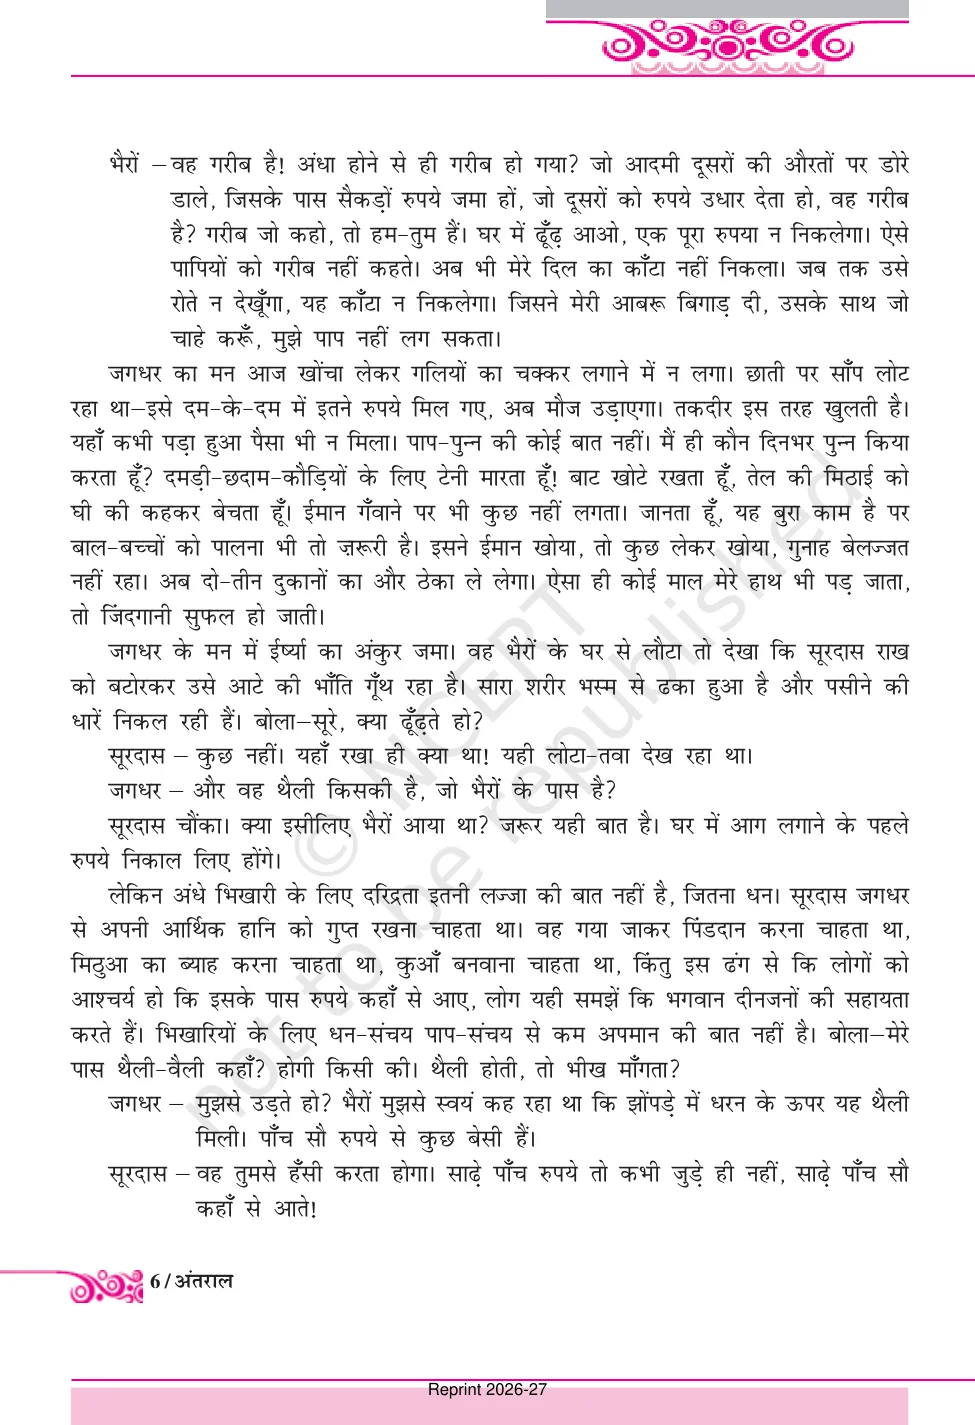 भैरों – वह गरीब है! अंधा होने से ही गरीब हो गया? जो आदमी दूसरों की औरतों पर डोरे
डाले, जिसके पास सैकड़ों रुपये जमा हों, जो दूसरों को रुपये उधार देता हो, वह गरीब
है? गरीब जो कहो, तो हम-तुम हैं। घर में ढूँढ़ आओ, एक पूरा रुपया न निकलेगा। ऐसे
पापियों को गरीब नहीं कहते। अब भी मेरे दिल का काँटा नहीं निकला। जब तक उसे
रोते न देखूँगा, यह काँटा न निकलेगा। जिसने मेरी आबरू बिगाड़ दी, उसके साथ जो
चाहे करूँ, मुझे पाप नहीं लग सकता।
जगधर का मन आज खोंचा लेकर गलियों का चक्कर लगाने में न लगा। छाती पर साँप लोट
रहा था—इसे दम-के-दम में इतने रुपये मिल गए, अब मौज उड़ाएगा। तकदीर इस तरह खुलती है।
यहाँ कभी पड़ा हुआ पैसा भी न मिला। पाप-पुन्न की कोई बात नहीं। मैं ही कौन दिनभर पुन्न किया
करता हूँ? दमड़ी-छदाम-कौड़ियों के लिए टेनी मारता हूँ! बाट खोटे रखता हूँ, तेल की मिठाई को
घी की कहकर बेचता हूँ। ईमान गँवाने पर भी कुछ नहीं लगता। जानता हूँ, यह बुरा काम है पर
बाल-बच्चों को पालना भी तो ज़रूरी है। इसने ईमान खोया, तो कुछ लेकर खोया, गुनाह बेलज्जत
नहीं रहा। अब दो-तीन दुकानों का और ठेका ले लेगा। ऐसा ही कोई माल मेरे हाथ भी पड़ जाता,
तो जिंदगानी सुफल हो जाती।
जगधर के मन में ईर्ष्या का अंकुर जमा। वह भैरों के घर से लौटा तो देखा कि सूरदास राख
को बटोरकर उसे आटे की भाँति गूँथ रहा है। सारा शरीर भस्म से ढका हुआ है और पसीने की
धारें निकल रही हैं। बोला—सूरे, क्या ढूँढ़ते हो?
सूरदास – कुछ नहीं। यहाँ रखा ही क्या था! यही लोटा-तवा देख रहा था।
जगधर – और वह थैली किसकी है, जो भैरों के पास है?
सूरदास चौंका। क्या इसीलिए भैरों आया था? जरूर यही बात है। घर में आग लगाने के पहले
रुपये निकाल लिए होंगे।
लेकिन अंधे भिखारी के लिए दरिद्रता इतनी लज्जा की बात नहीं है, जितना धन। सूरदास जगधर
से अपनी आर्थिक हानि को गुप्त रखना चाहता था। वह गया जाकर पिंडदान करना चाहता था,
मिठुआ का ब्याह करना चाहता था, कुआँ बनवाना चाहता था, किंतु इस ढंग से कि लोगों को
आश्चर्य हो कि इसके पास रुपये कहाँ से आए, लोग यही समझें कि भगवान दीनजनों की सहायता
करते हैं। भिखारियों के लिए धन-संचय पाप-संचय से कम अपमान की बात नहीं है। बोला—मेरे
पास थैली-वैली कहाँ? होगी किसी की। थैली होती, तो भीख माँगता?
जगधर – मुझसे उड़ते हो? भैरों मुझसे स्वयं कह रहा था कि झोंपड़े में धरन के ऊपर यह थैली
मिली। पाँच सौ रुपये से कुछ बेसी हैं।
सूरदास – वह तुमसे हँसी करता होगा। साढ़े पाँच रुपये तो कभी जुड़े ही नहीं, साढ़े पाँच सौ
कहाँ से आते!
6/अंतराल
Reprint 2026-27
© NCERT
not to be republished